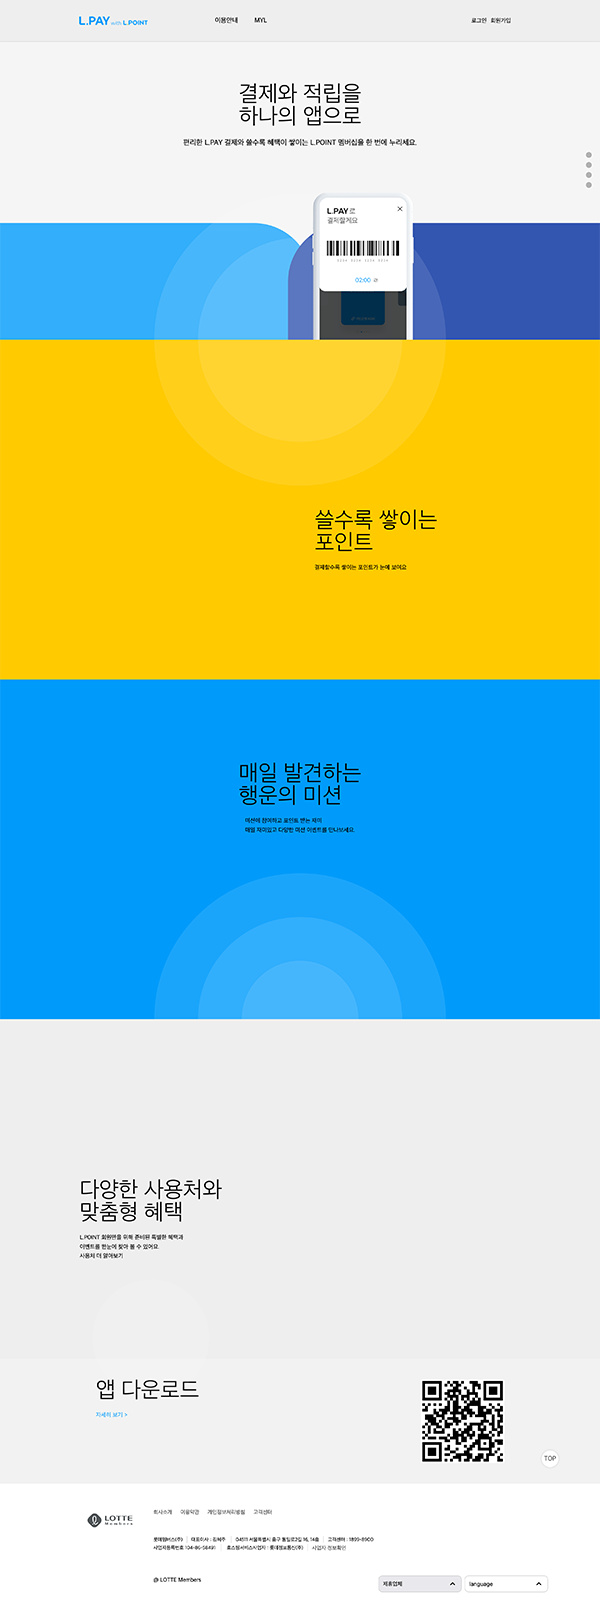 L.PAY with L.POINT
이용안내 MYL
로그인 회원가입
결제와 적립을
하나의 앱으로
편리한 L.PAY 결제와 쓸수록 혜택이 쌓이는 L.POINT 멤버십을 한 번에 누리세요.
L.PAY로
결제할게요
02:00
쓸수록 쌓이는
포인트
결제할수록 쌓이는 포인트가 눈에 보여요
매일 발견하는
행운의 미션
미션에 참여하고 포인트 받는 재미
매일 재미있고 다양한 미션 이벤트를 만나보세요
다양한 사용처와
맞춤형 혜택
L.POINT 회원만을 위해 준비된 특별한 혜택과
이벤트를 한눈에 찾아 볼 수 있어요.
사용처 더 알아보기
앱 다운로드
자세히 보기 >
TOP
LOTTE
Members
회사소개 이용약관 개인정보처리방침 고객센터
롯데멤버스(주) 대표이사 : 김혜주 04511 서울특별시 중구 통일로2길 16, 14층 고객센터 : 1899-8900
사업자등록번호 104-86-56491 호스팅서비스사업자 : 롯데정보통신(주) 사업자 정보확인
@ LOTTE Members
제휴업체
language